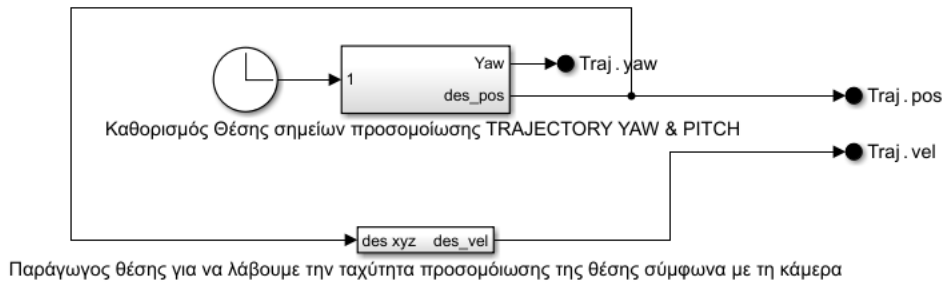 Yaw
Traj.yaw
1
des_pos
Traj.pos
Καθορισμός Θέσης σημείων προσομοίωσης TRAJECTORY YAW & PITCH
Traj.vel
des xyz des_vel
Παράγωγος θέσης για να λάβουμε την ταχύτητα προσομόιωσης της θέσης σύμφωνα με τη κάμερα